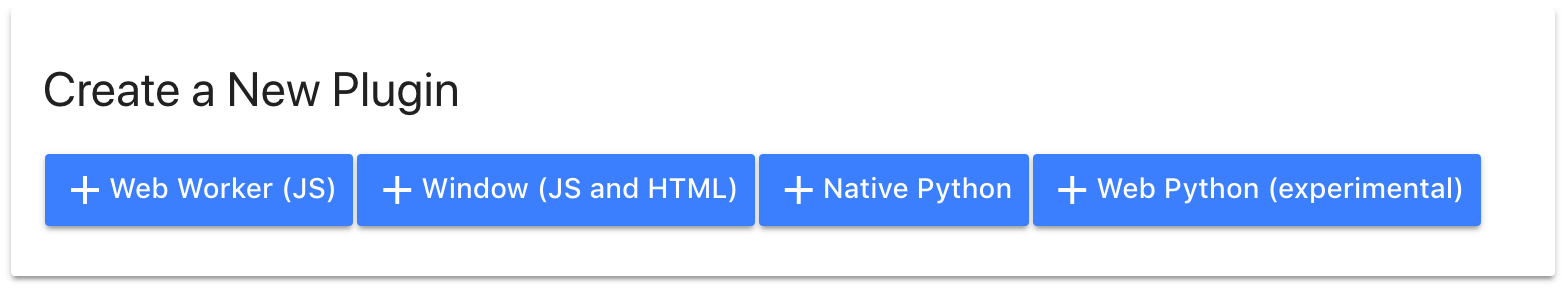 Create a New Plugin
+ Web Worker (JS) + Window (JS and HTML) + Native Python + Web Python (experimental)